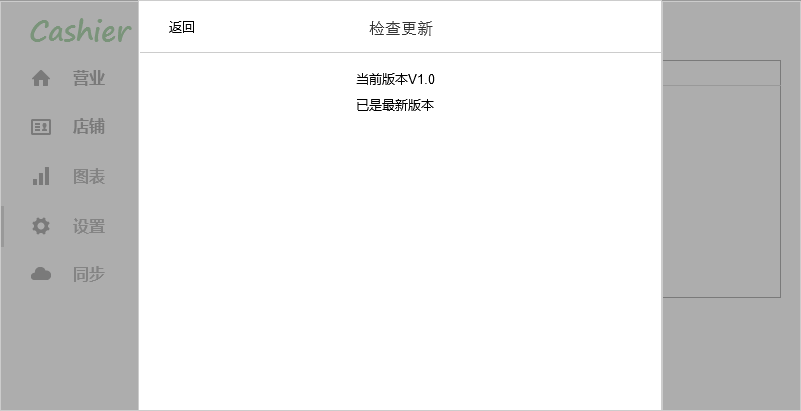 Cashier
营业
店铺
图表
设置
同步
返回
检查更新
当前版本V1.0
已是最新版本